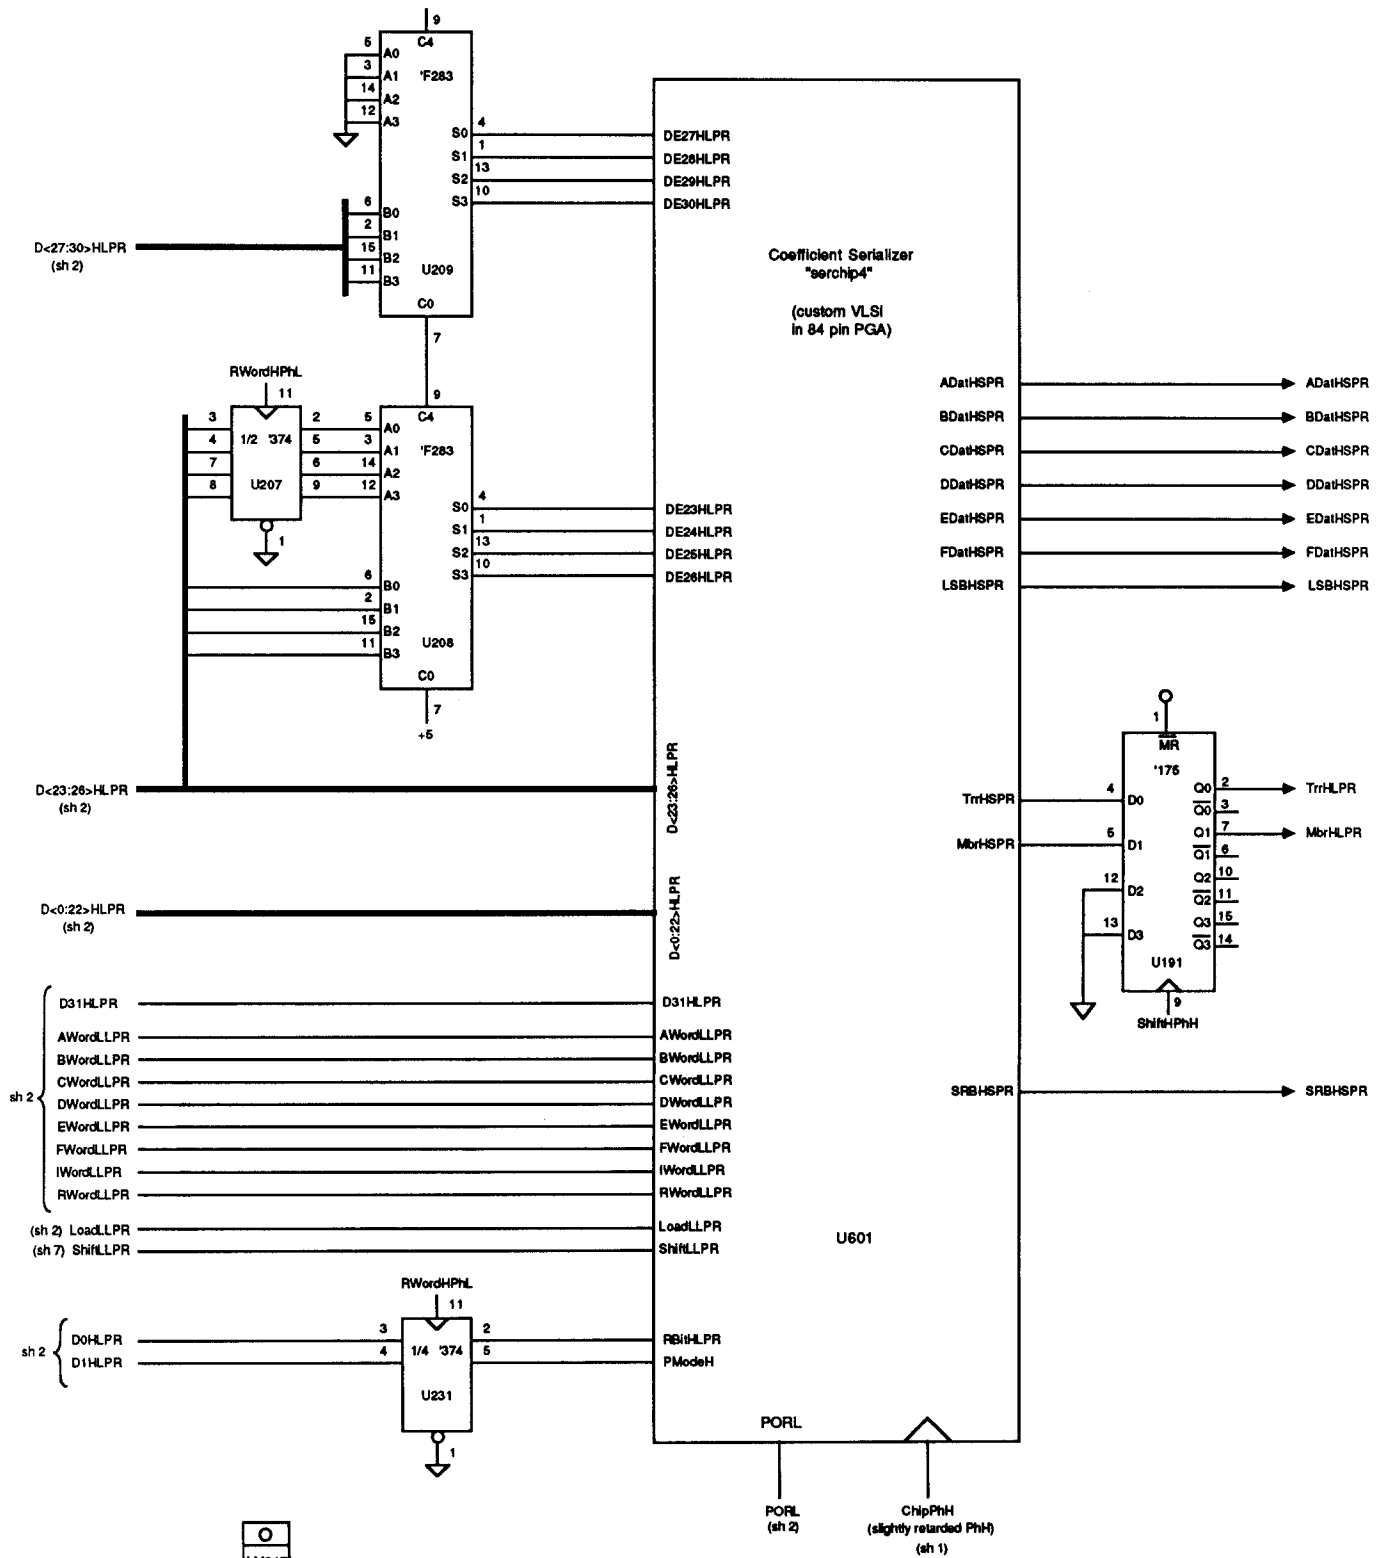 9
C4
'F283
5 A0
3 A1
14 A2
12 A3
S0 4
S1 1
S2 13
S3 10
6 B0
2 B1
15 B2
11 B3
U209
C0
7
D<27:30>HLPR
(sh 2)
DE27HLPR
DE28HLPR
DE29HLPR
DE30HLPR
Coefficient Serializer
"serchip4"
(custom VLSI
in 84 pin PGA)
RWordHPhL
11
3 2
4 1/2 '374 5
7 6
8 U207 9
1
9
C4
'F283
5 A0
3 A1
14 A2
12 A3
S0 4
S1 1
S2 13
S3 10
6 B0
2 B1
15 B2
11 B3
U208
C0
7
+5
DE23HLPR
DE24HLPR
DE25HLPR
DE26HLPR
ADatHSPR ADatHSPR
BDatHSPR BDatHSPR
CDatHSPR CDatHSPR
DDatHSPR DDatHSPR
EDatHSPR EDatHSPR
FDatHSPR FDatHSPR
LSBHSPR LSBHSPR
D<23:26>HLPR
(sh 2)
D<23:26>HLPR
D<0:22>HLPR
(sh 2)
D<0:22>HLPR
1
MR
'175
TrrHSPR 4 D0
MbrHSPR 5 D1
12 D2
13 D3
Q0 2 TrrHLPR
Q0 3
Q1 7 MbrHLPR
Q1 6
Q2 10
Q2 11
Q3 15
Q3 14
U191
9
ShiftHPhH
SRBHSPR SRBHSPR
sh 2
D31HLPR D31HLPR
AWordLLPR AWordLLPR
BWordLLPR BWordLLPR
CWordLLPR CWordLLPR
DWordLLPR DWordLLPR
EWordLLPR EWordLLPR
FWordLLPR FWordLLPR
IWordLLPR IWordLLPR
RWordLLPR RWordLLPR
(sh 2) LoadLLPR LoadLLPR
(sh 7) ShiftLLPR ShiftLLPR
U601
RWordHPhL
11
sh 2
D0HLPR 3 2 RBitHLPR
D1HLPR 4 1/4 '374 5 PModeH
U231
1
PORL
PORL
(sh 2)
ChipPhH
(slightly retarded PhH)
(sh 1)